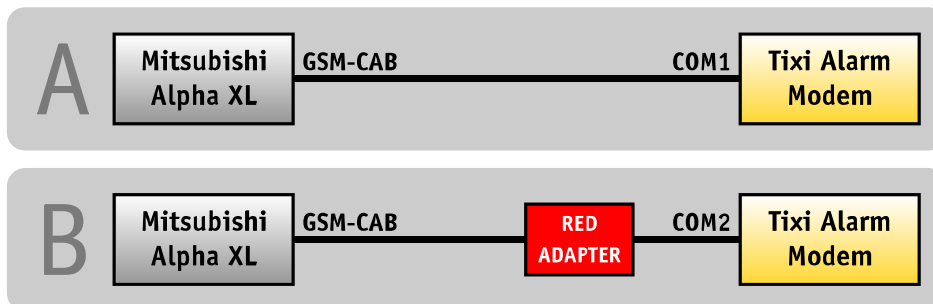 A
Mitsubishi
Alpha XL
GSM-CAB
COM1
Tixi Alarm
Modem
B
Mitsubishi
Alpha XL
GSM-CAB
RED
ADAPTER
COM2
Tixi Alarm
Modem